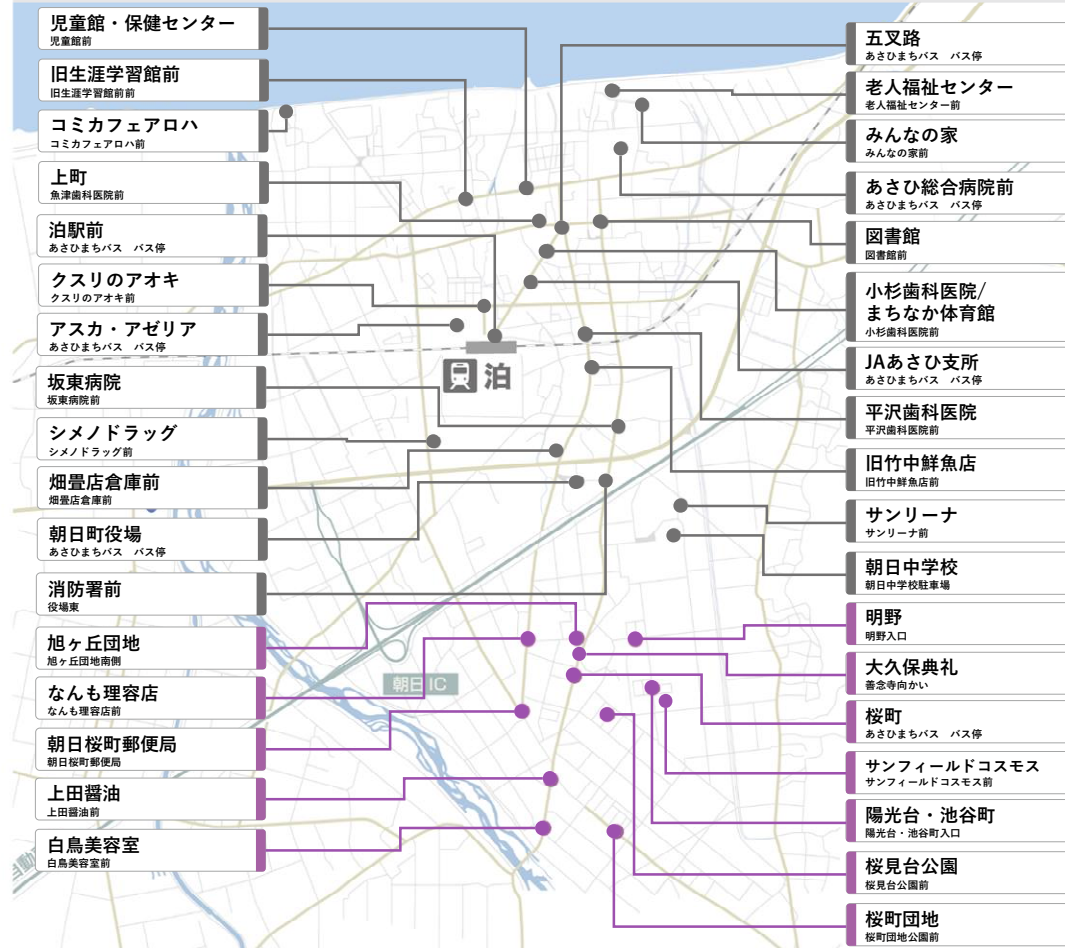 児童館・保健センター
児童館前
旧生涯学習館前
旧生涯学習館前前
コミカフェアロハ
コミカフェアロハ前
上町
魚津歯科医院前
泊駅前
あさひまちバス　バス停
クスリのアオキ
クスリのアオキ前
アスカ・アゼリア
あさひまちバス　バス停
坂東病院
坂東病院前
シメノドラッグ
シメノドラッグ前
畑畳店倉庫前
畑畳店倉庫前
朝日町役場
あさひまちバス　バス停
消防署前
役場東
旭ヶ丘団地
旭ヶ丘団地南側
なんも理容店
なんも理容店前
朝日桜町郵便局
朝日桜町郵便局
上田醤油
上田醤油前
白鳥美容室
白鳥美容室前
泊
朝日IC
自動
五叉路
あさひまちバス　バス停
老人福祉センター
老人福祉センター前
みんなの家
みんなの家前
あさひ総合病院前
あさひまちバス　バス停
図書館
図書館前
小杉歯科医院/
まちなか体育館
小杉歯科医院前
JAあさひ支所
あさひまちバス　バス停
平沢歯科医院
平沢歯科医院前
旧竹中鮮魚店
旧竹中鮮魚店前
サンリーナ
サンリーナ前
朝日中学校
朝日中学校駐車場
明野
明野入口
大久保典礼
善念寺向かい
桜町
あさひまちバス　バス停
サンフィールドコスモス
サンフィールドコスモス前
陽光台・池谷町
陽光台・池谷町入口
桜見台公園
桜見台公園前
桜町団地
桜町団地公園前